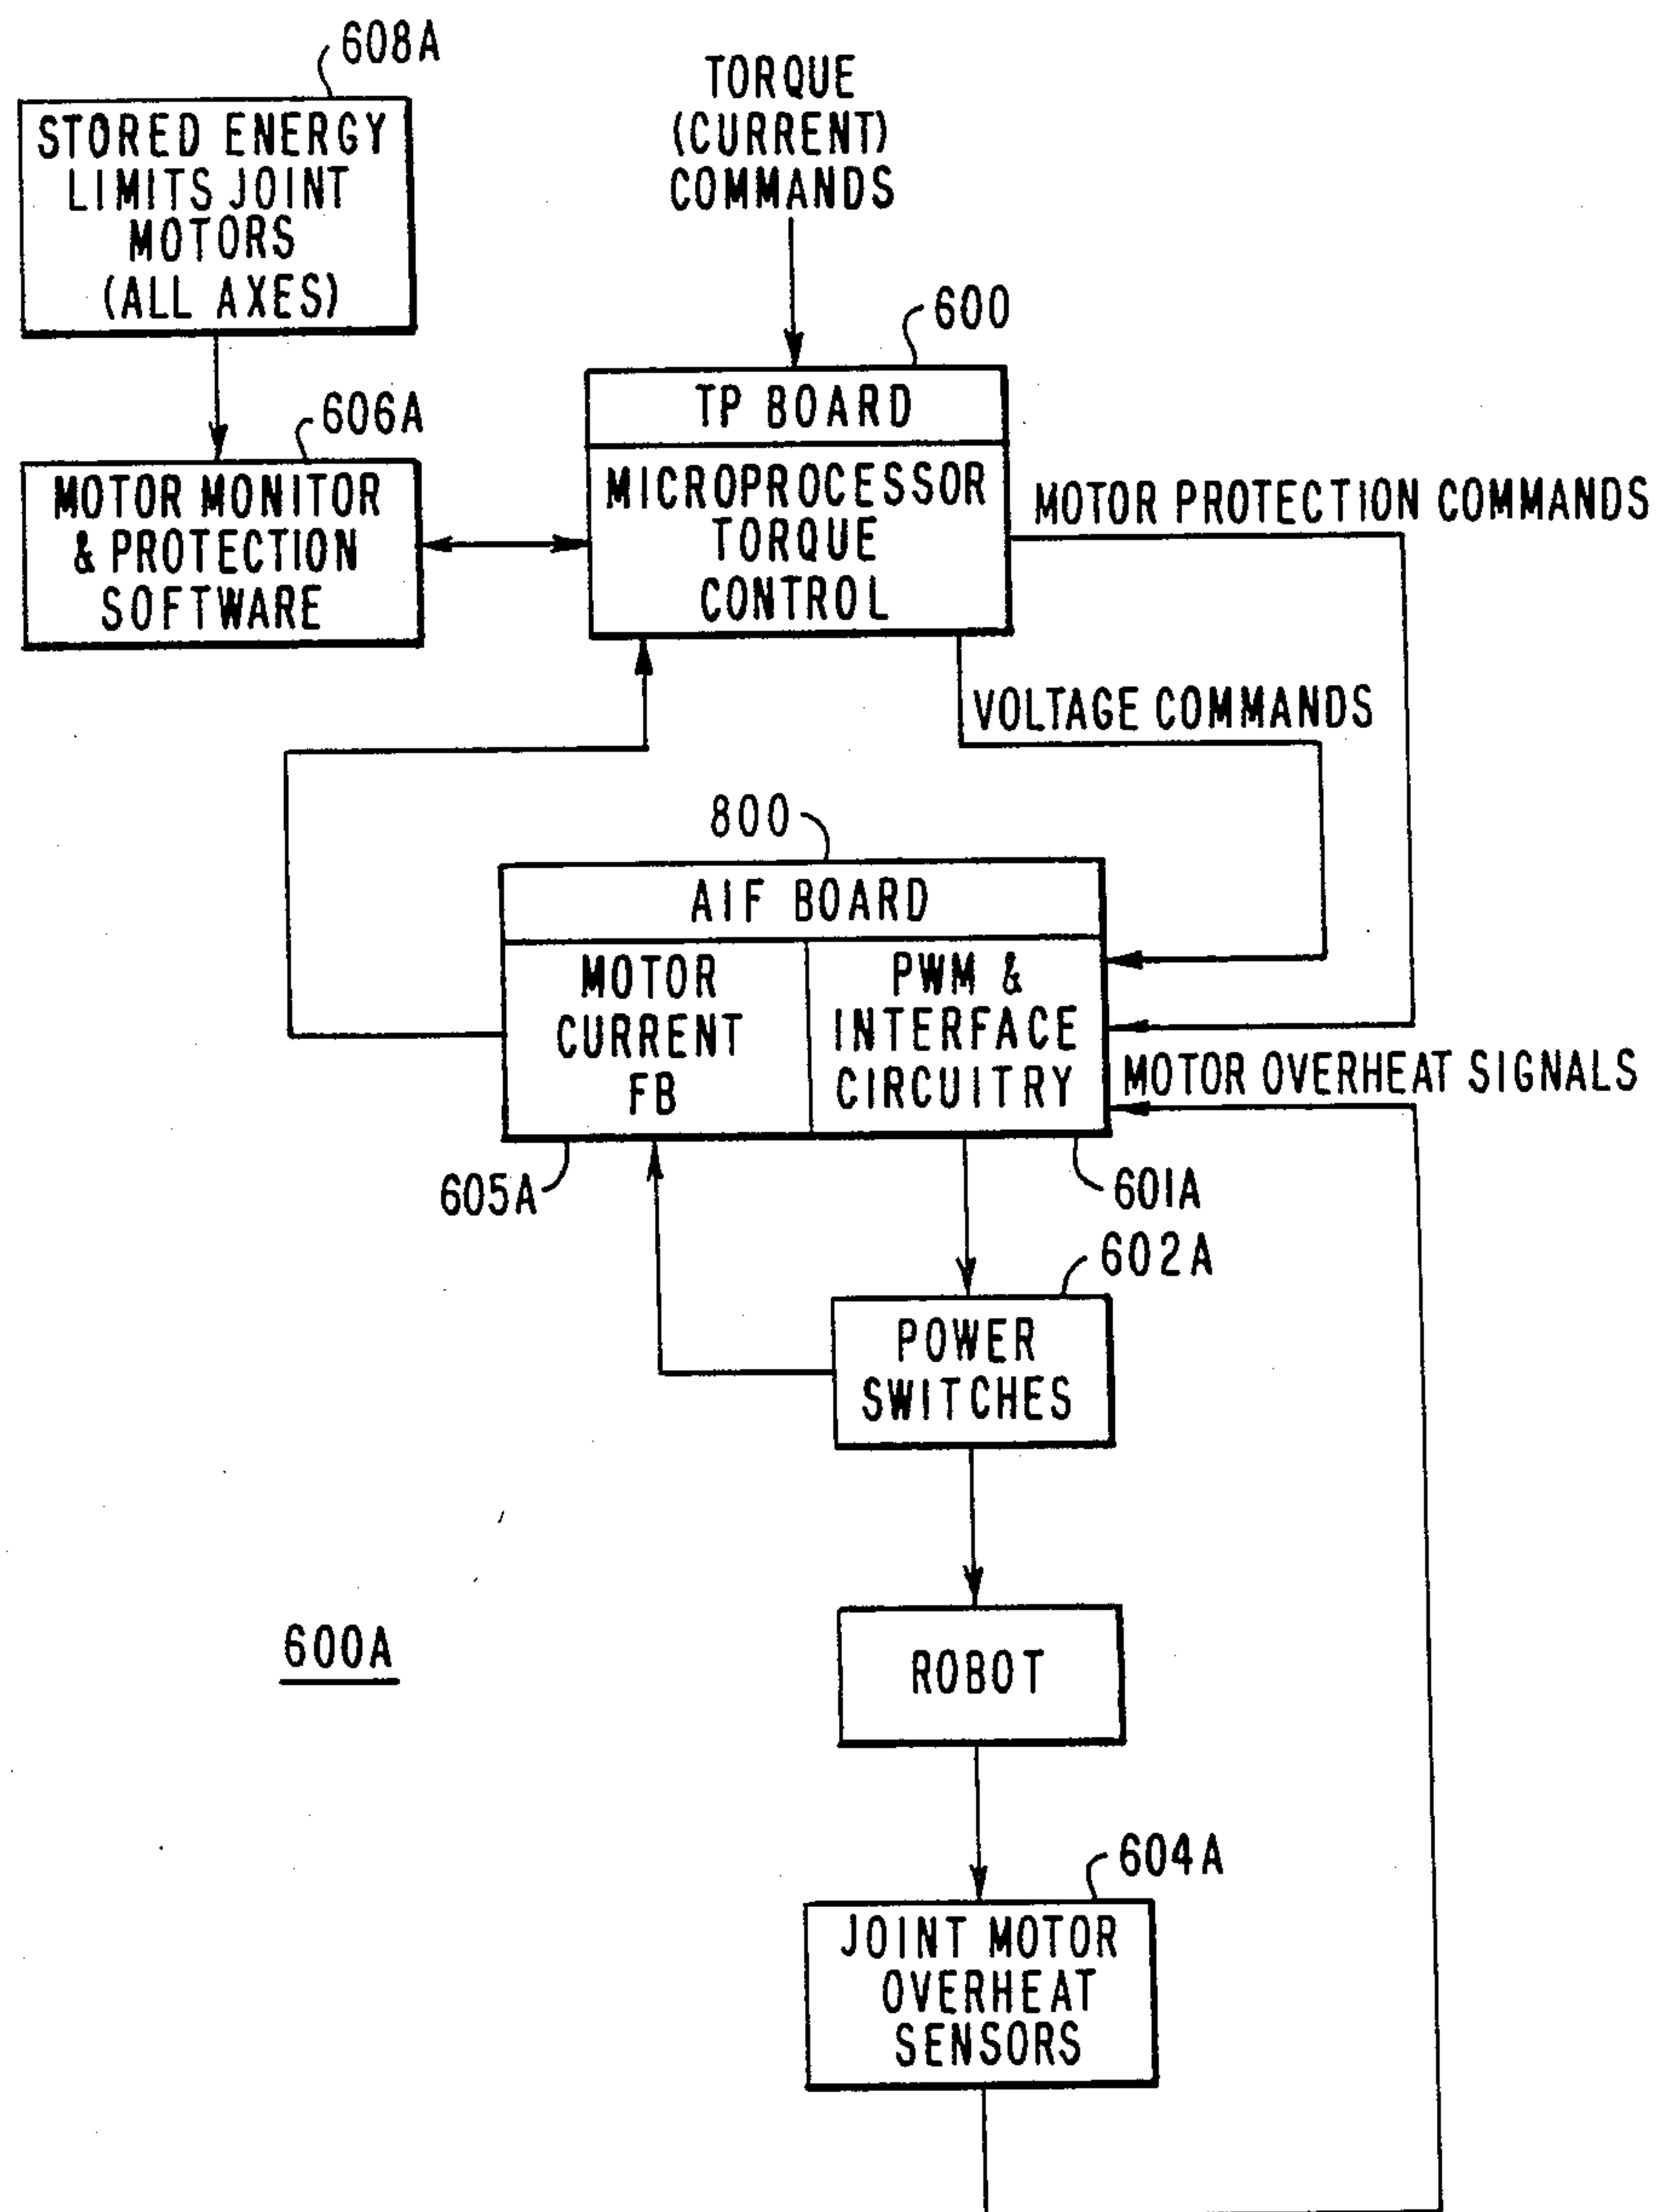 608A
STORED ENERGY
LIMITS JOINT
MOTORS
(ALL AXES)
TORQUE
(CURRENT)
COMMANDS
600
TP BOARD
606A
MOTOR MONITOR
& PROTECTION
SOFTWARE
MICROPROCESSOR
TORQUE
CONTROL
MOTOR PROTECTION COMMANDS
VOLTAGE COMMANDS
800
AIF BOARD
MOTOR
CURRENT
FB
PWM &
INTERFACE
CIRCUITRY
MOTOR OVERHEAT SIGNALS
605A
601A
602A
POWER
SWITCHES
600A
ROBOT
604A
JOINT MOTOR
OVERHEAT
SENSORS